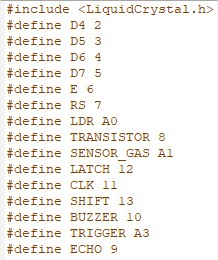 #include <LiquidCrystal.h>
#define D4 2
#define D5 3
#define D6 4
#define D7 5
#define E 6
#define RS 7
#define LDR A0
#define TRANSISTOR 8
#define SENSOR_GAS A1
#define LATCH 12
#define CLK 11
#define SHIFT 13
#define BUZZER 10
#define TRIGGER A3
#define ECHO 9